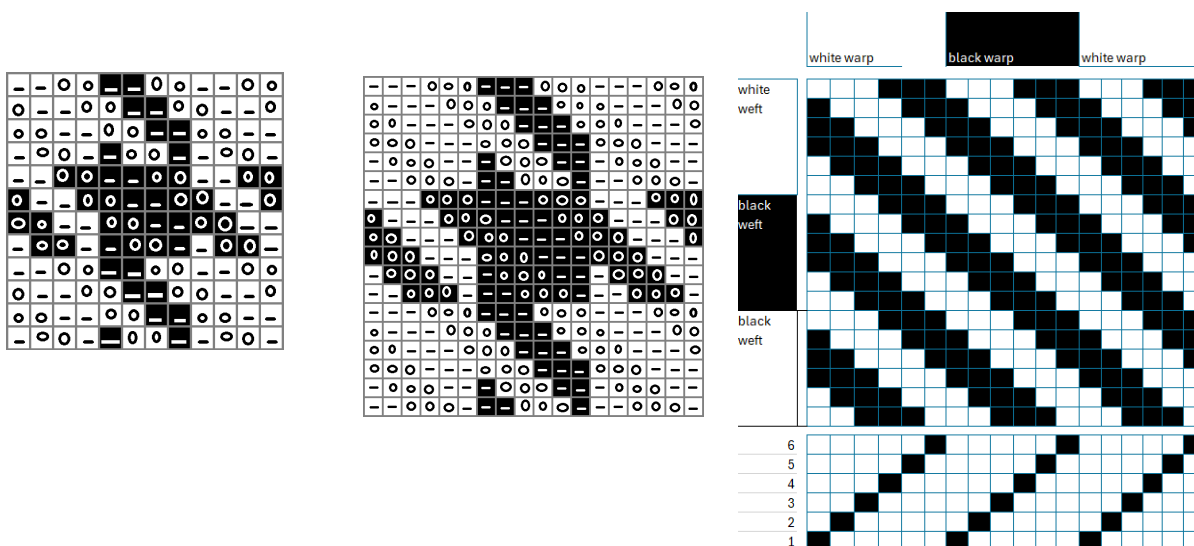 white warp
black warp
white warp
white
weft
black
weft
black
weft
6
5
4
3
2
1